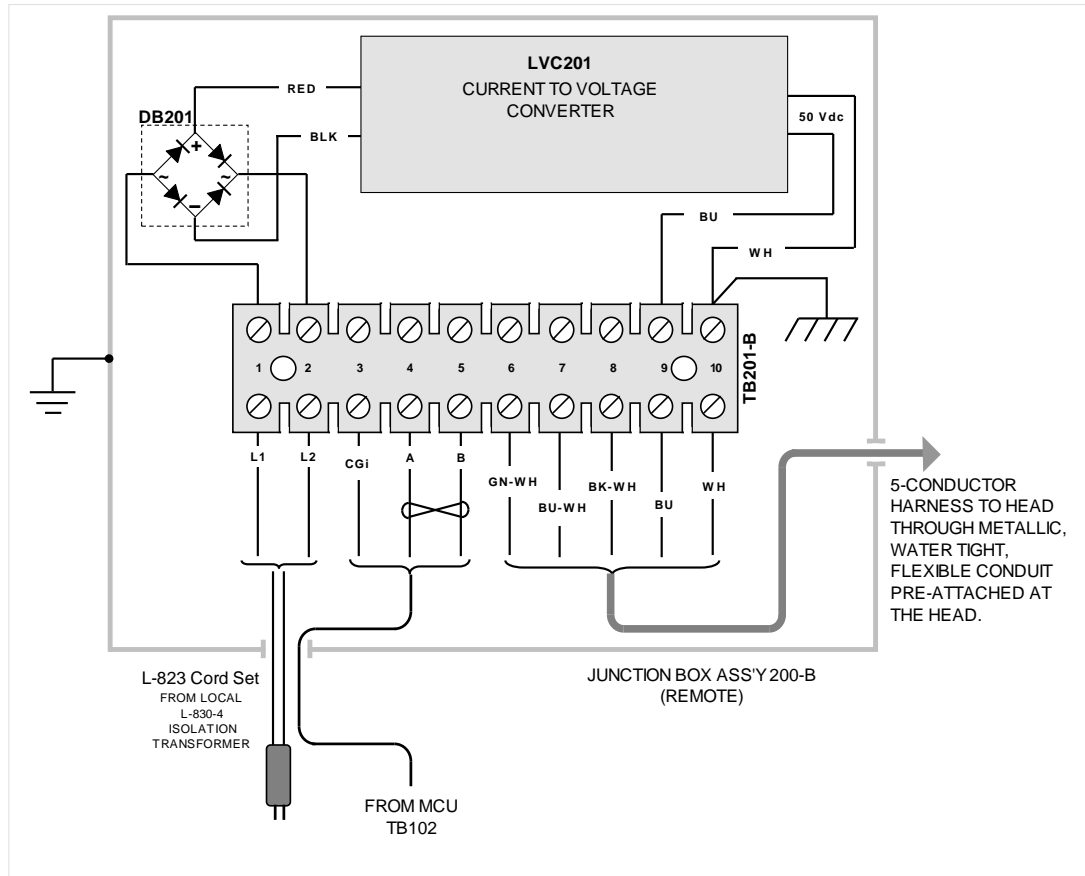 LVC201
CURRENT TO VOLTAGE
CONVERTER
RED
BLK
50 Vdc
DB201
+
~ ~
–
BU
WH
1 2 3 4 5 6 7 8 9 10
TB201-B
L1 L2 CGi A B GN-WH BU-WH BK-WH BU WH
5-CONDUCTOR
HARNESS TO HEAD
THROUGH METALLIC,
WATER TIGHT,
FLEXIBLE CONDUIT
PRE-ATTACHED AT
THE HEAD.
JUNCTION BOX ASS'Y 200-B
(REMOTE)
L-823 Cord Set
FROM LOCAL
L-830-4
ISOLATION
TRANSFORMER
FROM MCU
TB102